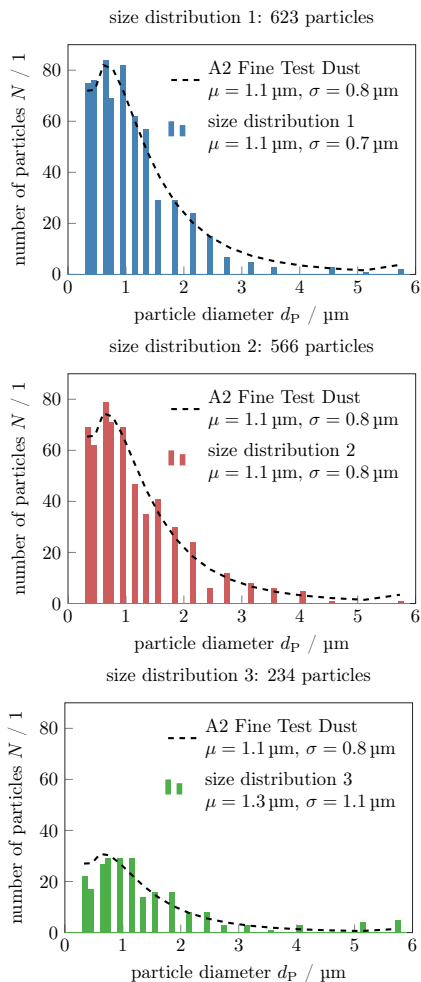 size distribution 1: 623 particles
number of particles N / 1
80
60
40
20
0
A2 Fine Test Dust
μ = 1.1 μm, σ = 0.8 μm
size distribution 1
μ = 1.1 μm, σ = 0.7 μm
0 1 2 3 4 5 6
particle diameter dP / μm
size distribution 2: 566 particles
number of particles N / 1
80
60
40
20
0
A2 Fine Test Dust
μ = 1.1 μm, σ = 0.8 μm
size distribution 2
μ = 1.1 μm, σ = 0.8 μm
0 1 2 3 4 5 6
particle diameter dP / μm
size distribution 3: 234 particles
number of particles N / 1
80
60
40
20
0
A2 Fine Test Dust
μ = 1.1 μm, σ = 0.8 μm
size distribution 3
μ = 1.3 μm, σ = 1.1 μm
0 1 2 3 4 5 6
particle diameter dP / μm